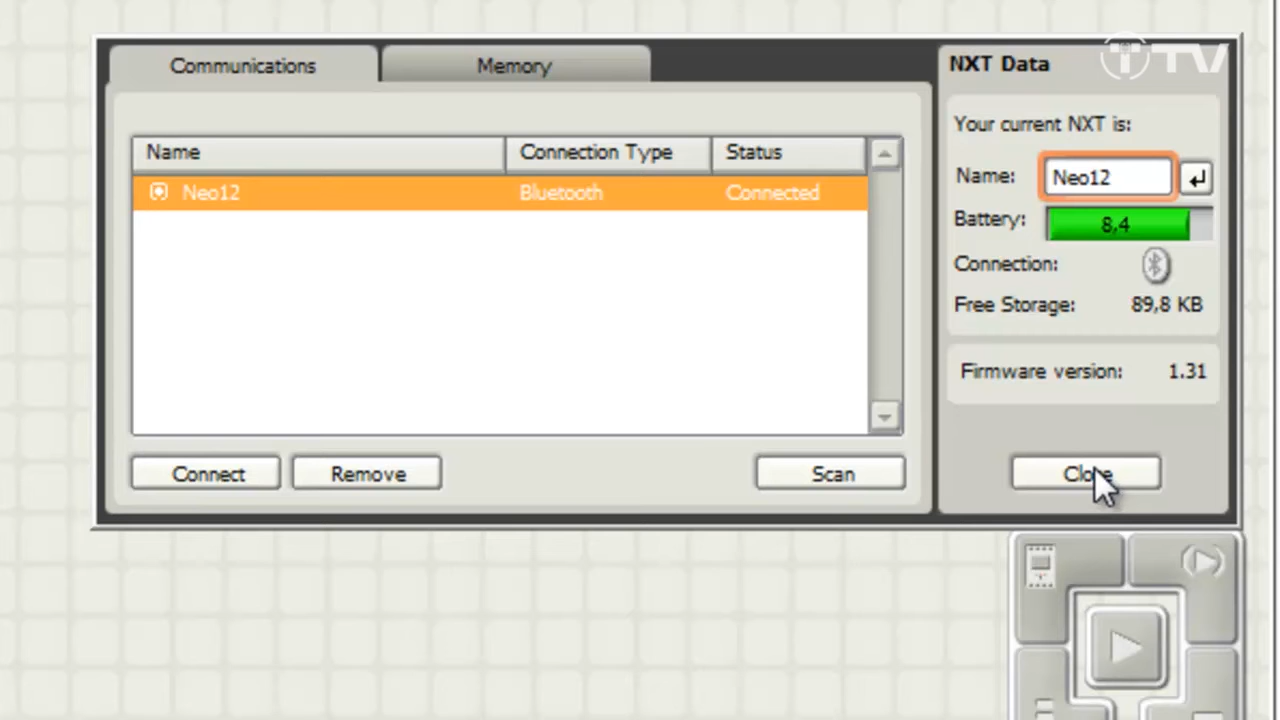 Communications
Memory
NXT Data
TV
Your current NXT is:
Name
Connection Type
Status
Name:
Neo12
Neo12
Bluetooth
Connected
Battery:
8,4
Connection:
Free Storage:
89,8 KB
Firmware version:
1.31
Connect
Remove
Scan
Close